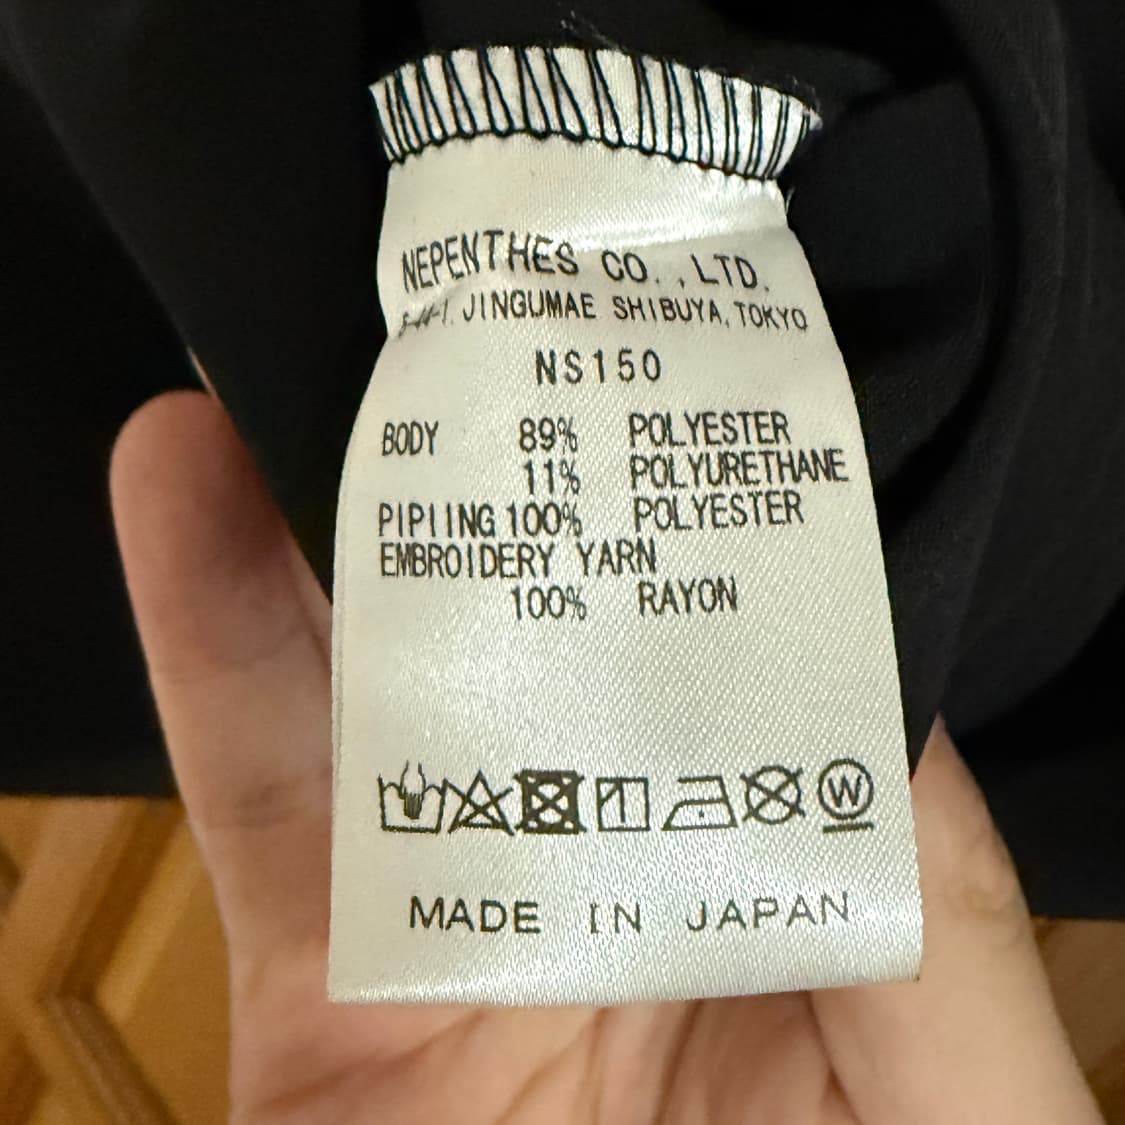 NEPENTHES CO.,LTD.
JINGUMAE SHIBUYA, TOKYO
NS150
BODY 89% POLYESTER
11% POLYURETHANE
PIPIING 100% POLYESTER
EMBROIDERY YARN
100% RAYON
W
MADE IN JAPAN